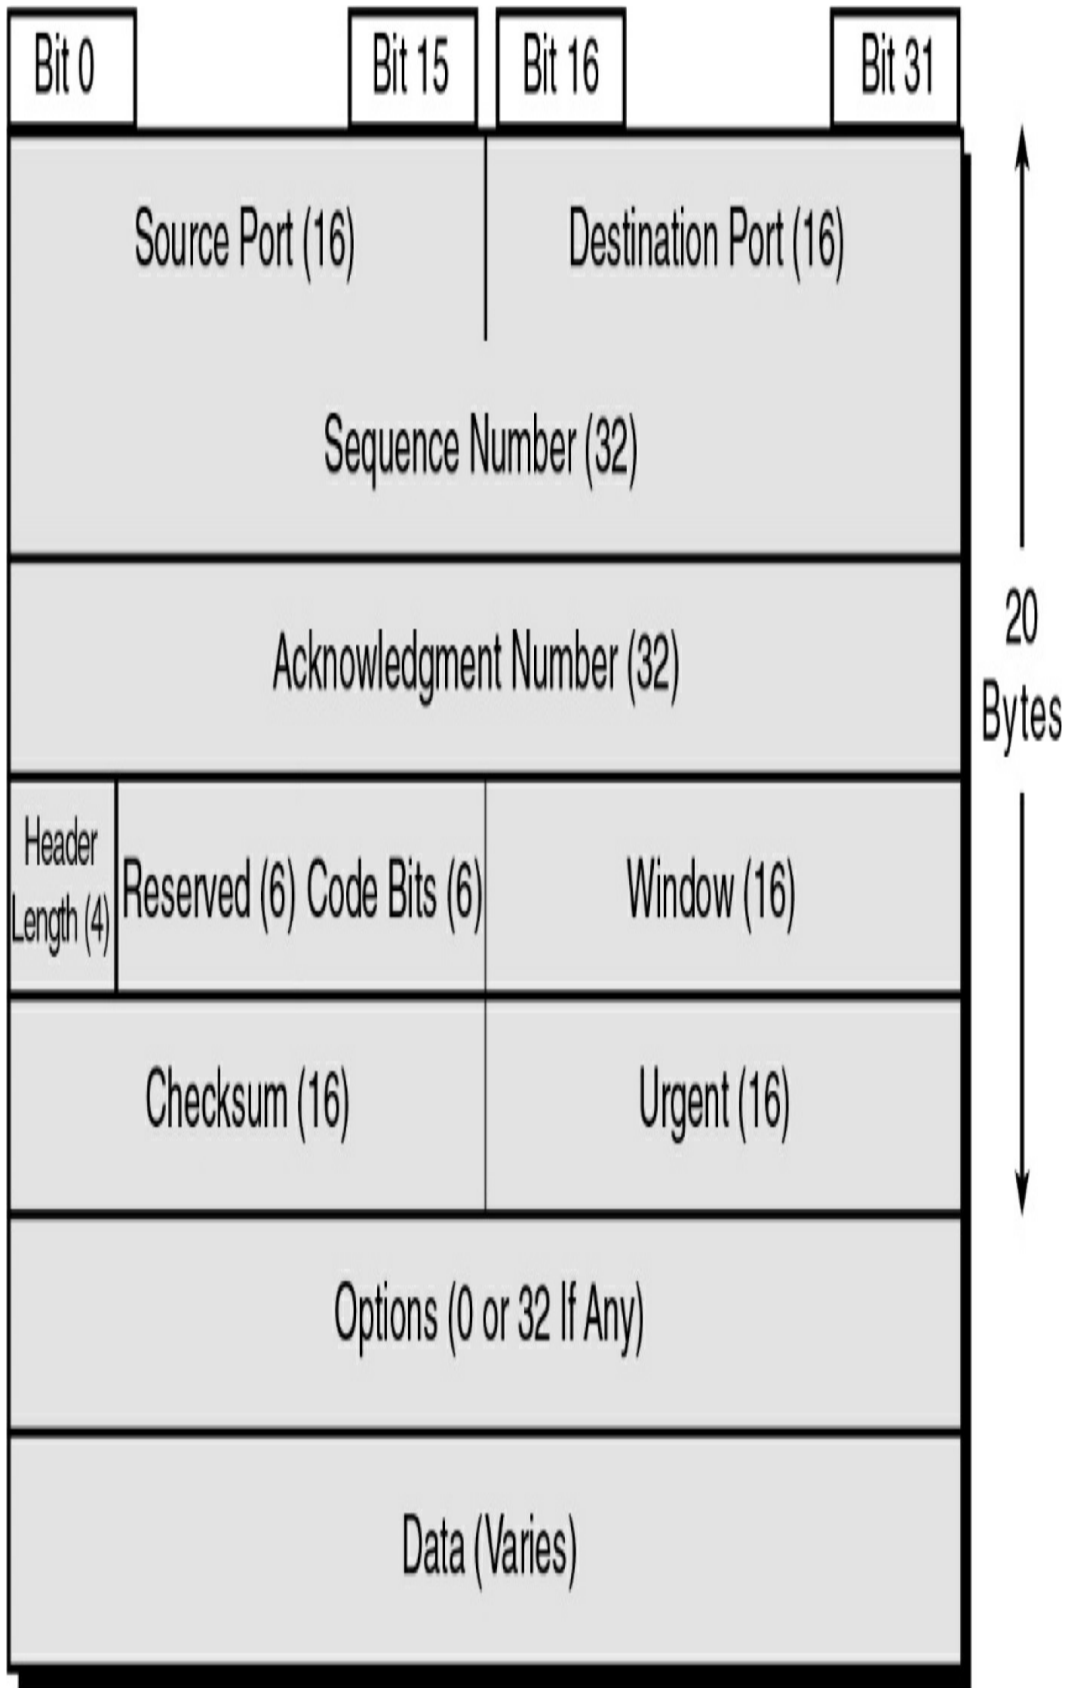 Bit 0
Bit 15
Bit 16
Bit 31
Source Port (16)
Destination Port (16)
Sequence Number (32)
Acknowledgment Number (32)
20
Bytes
Header
Length (4)
Reserved (6) Code Bits (6)
Window (16)
Checksum (16)
Urgent (16)
Options (0 or 32 If Any)
Data (Varies)